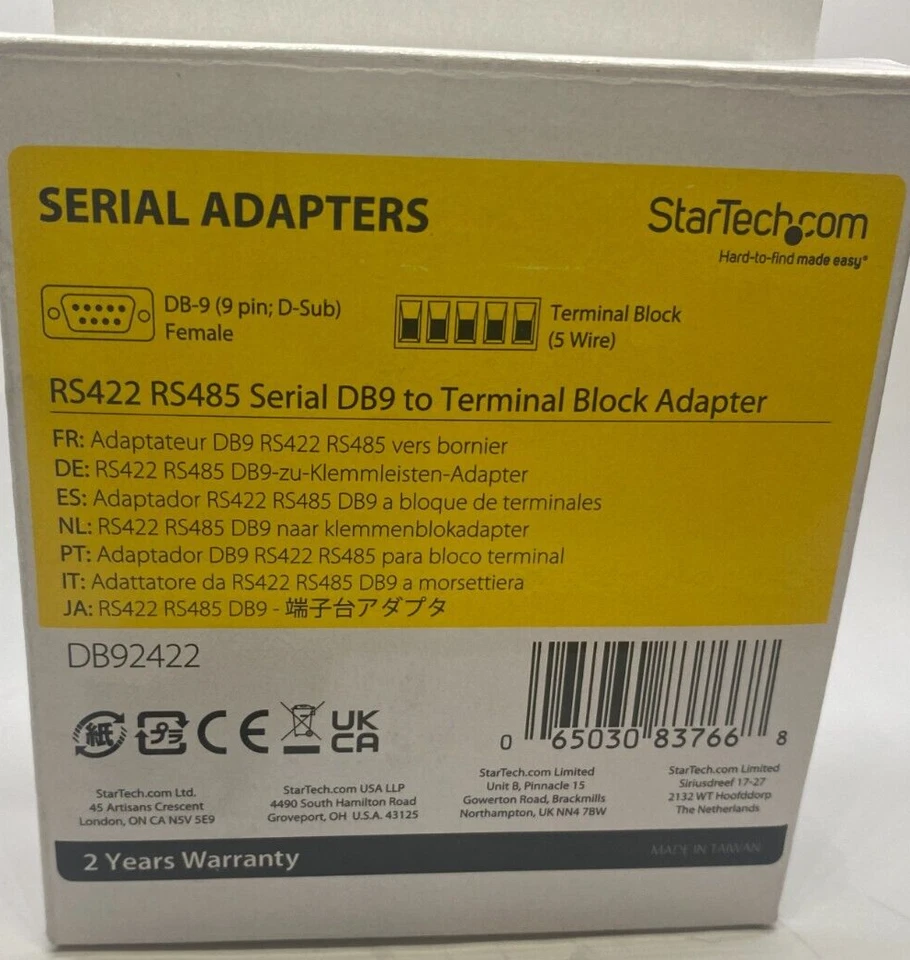 SERIAL ADAPTERS
StarTech.com
Hard-to-find made easy®
DB-9 (9 pin; D-Sub)
Female
Terminal Block
(5 Wire)
RS422 RS485 Serial DB9 to Terminal Block Adapter
FR: Adaptateur DB9 RS422 RS485 vers bornier
DE: RS422 RS485 DB9-zu-Klemmleisten-Adapter
ES: Adaptador RS422 RS485 DB9 a bloque de terminales
NL: RS422 RS485 DB9 naar klemmenblokadapter
PT: Adaptador DB9 RS422 RS485 para bloco terminal
IT: Adattatore da RS422 RS485 DB9 a morsettiera
JA: RS422 RS485 DB9 - 端子台アダプタ
DB92422
紙
プラ
CE
UK
CA
0 65030 83766 8
StarTech.com Ltd.
45 Artisans Crescent
London, ON CA N5V 5E9
StarTech.com USA LLP
4490 South Hamilton Road
Groveport, OH U.S.A. 43125
StarTech.com Limited
Unit B, Pinnacle 15
Gowerton Road, Brackmills
Northampton, UK NN4 7BW
StarTech.com Limited
Siriusdreef 17-27
2132 WT Hoofddorp
The Netherlands
2 Years Warranty
MADE IN TAIWAN